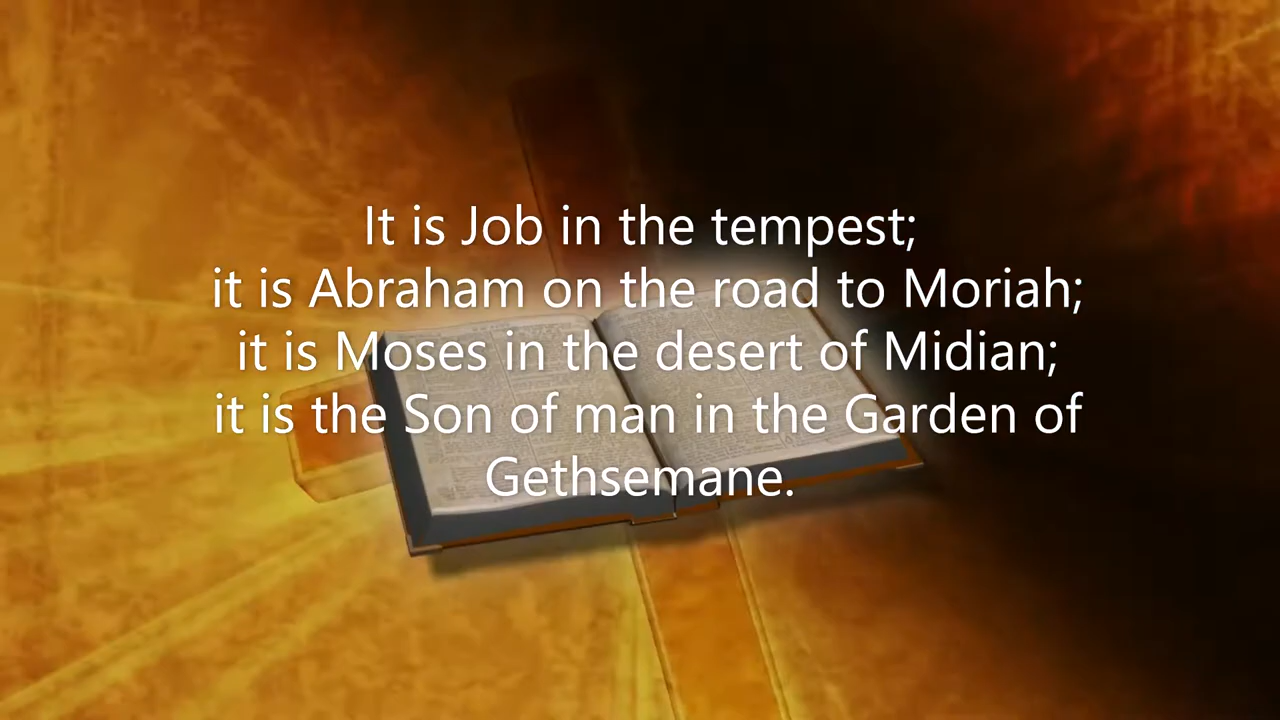 It is Job in the tempest;
it is Abraham on the road to Moriah;
it is Moses in the desert of Midian;
it is the Son of man in the Garden of
Gethsemane.